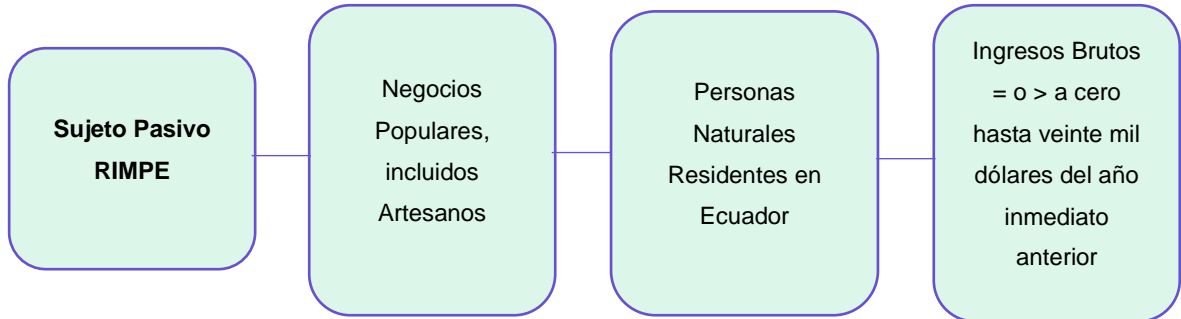 Sujeto Pasivo
RIMPE
Negocios
Populares,
incluidos
Artesanos
Personas
Naturales
Residentes en
Ecuador
Ingresos Brutos
= o > a cero
hasta veinte mil
dólares del año
inmediato
anterior